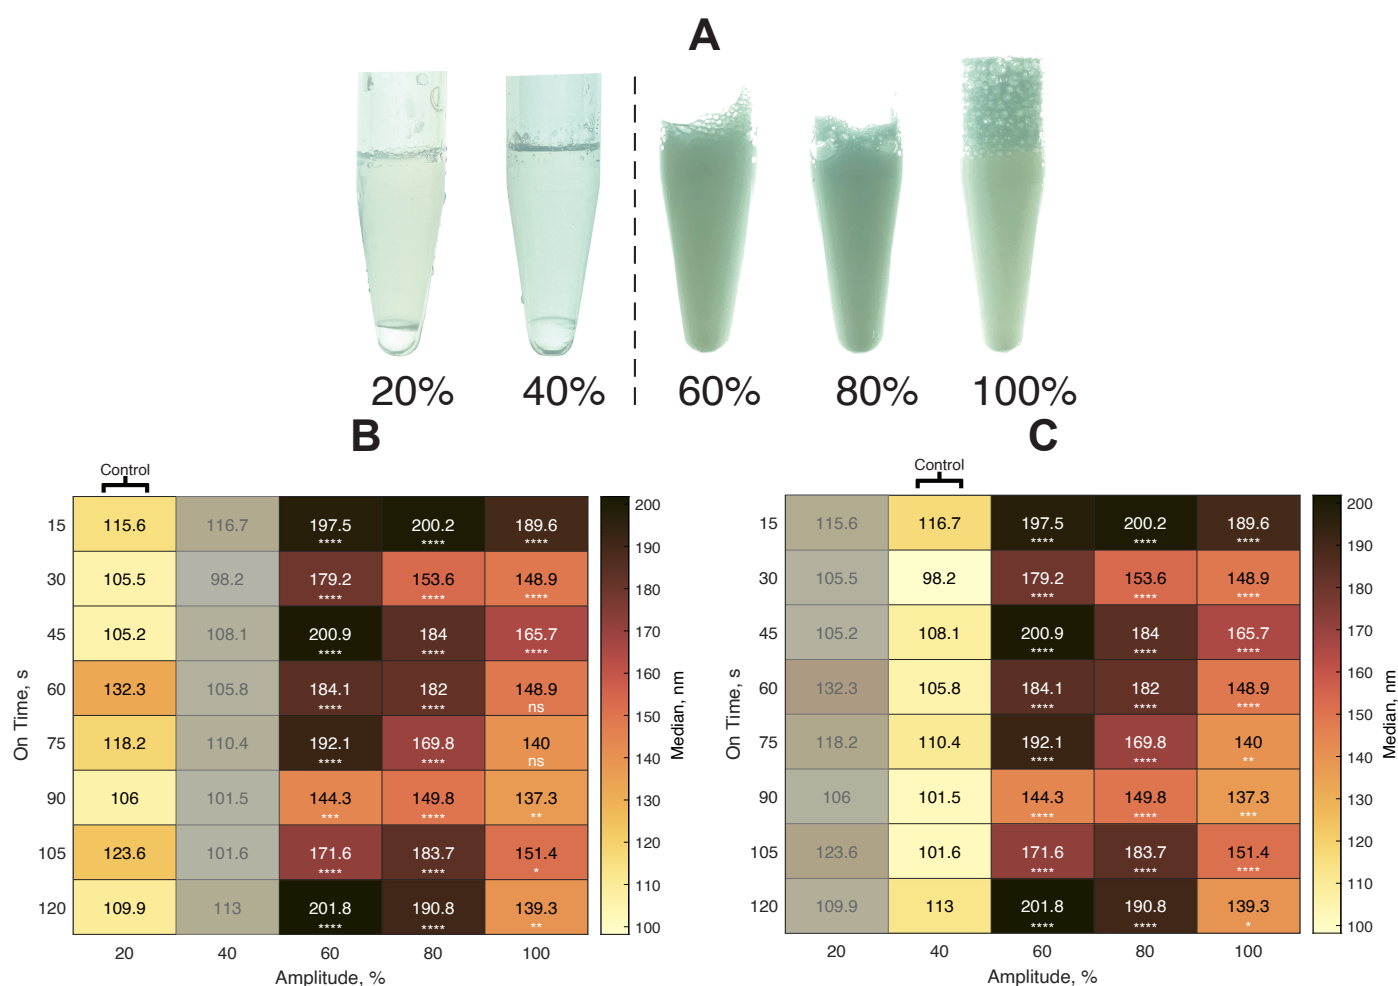 A
20% 40% 60% 80% 100%
B
Control
15 115.6 116.7 197.5 200.2 189.6
**** **** ****
30 105.5 98.2 179.2 153.6 148.9
**** **** ****
45 105.2 108.1 200.9 184 165.7
**** **** ****
60 132.3 105.8 184.1 182 148.9
**** **** ns
75 118.2 110.4 192.1 169.8 140
**** **** ns
90 106 101.5 144.3 149.8 137.3
*** **** **
105 123.6 101.6 171.6 183.7 151.4
**** **** *
120 109.9 113 201.8 190.8 139.3
**** **** **
20 40 60 80 100
Amplitude, %
On Time, s
200
190
180
170
160
150
140
130
120
110
100
Median, nm
C
Control
15 115.6 116.7 197.5 200.2 189.6
**** **** ****
30 105.5 98.2 179.2 153.6 148.9
**** **** ****
45 105.2 108.1 200.9 184 165.7
**** **** ****
60 132.3 105.8 184.1 182 148.9
**** **** ****
75 118.2 110.4 192.1 169.8 140
**** **** **
90 106 101.5 144.3 149.8 137.3
**** **** ***
105 123.6 101.6 171.6 183.7 151.4
**** **** ****
120 109.9 113 201.8 190.8 139.3
**** **** *
20 40 60 80 100
Amplitude, %
On Time, s
200
190
180
170
160
150
140
130
120
110
100
Median, nm